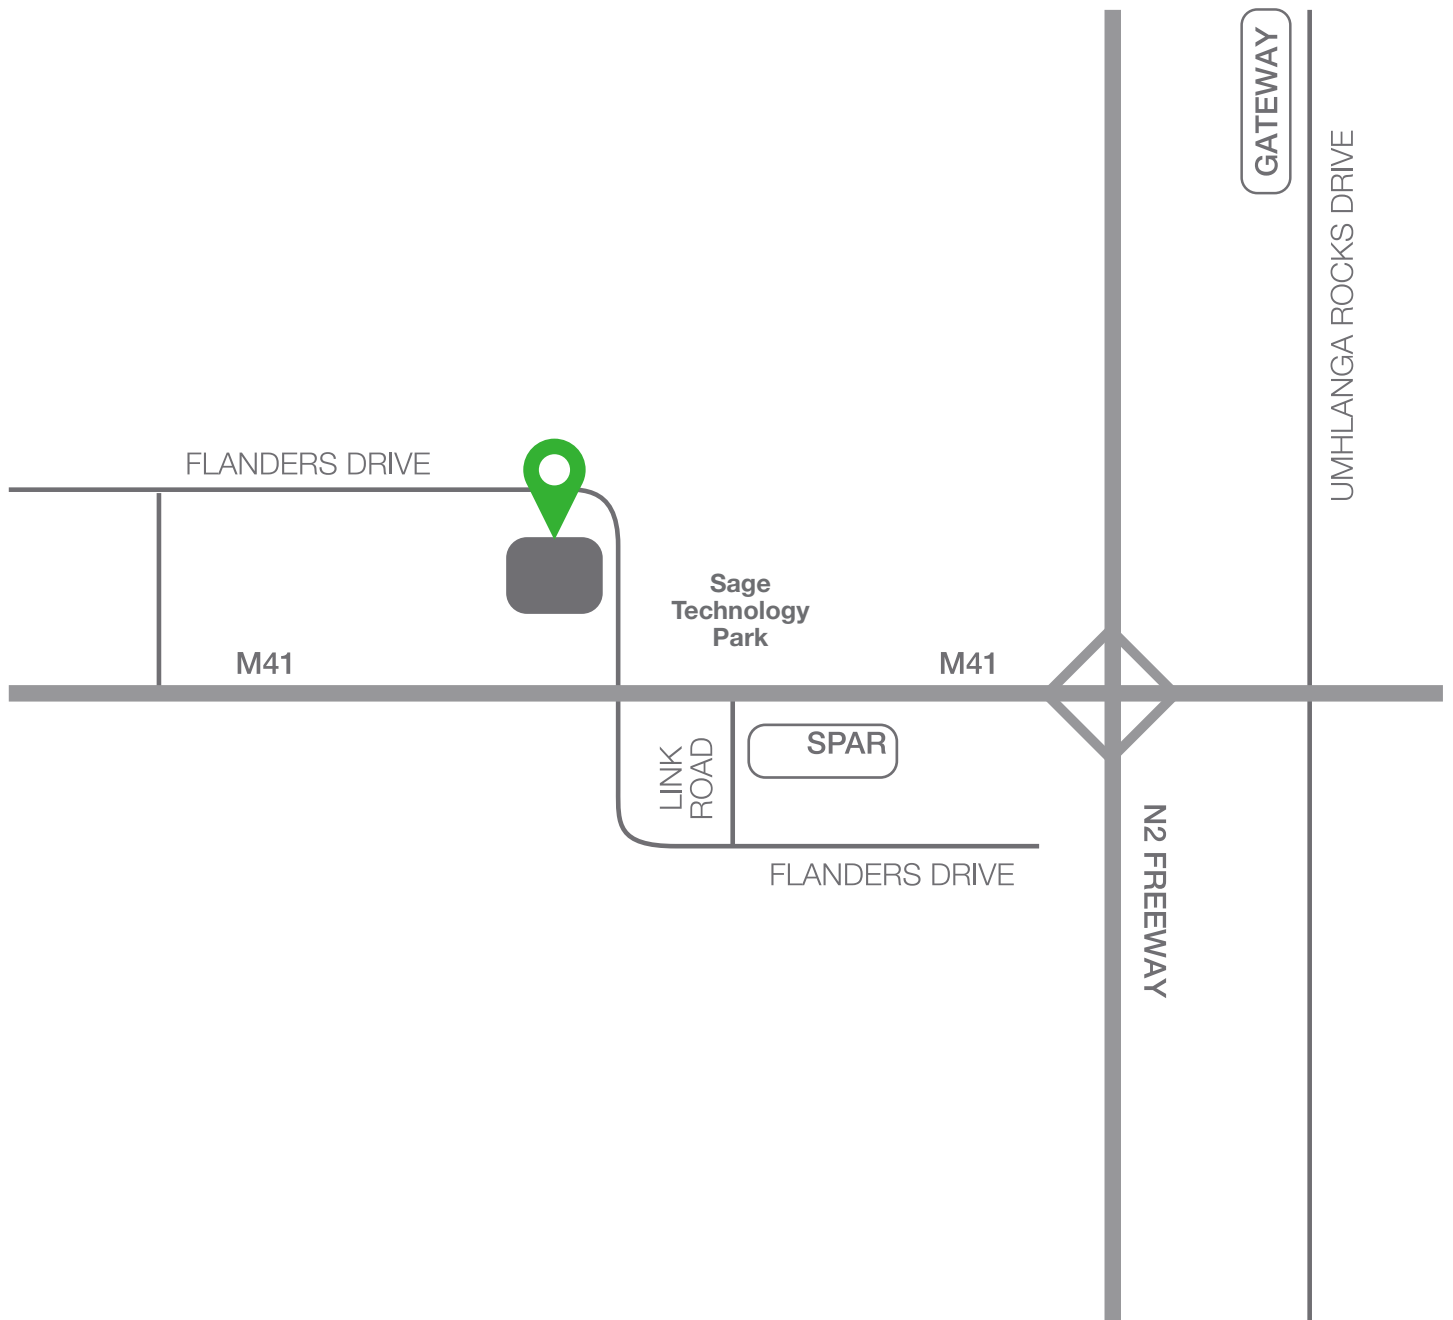 GATEWAY
UMHLANGA ROCKS DRIVE
FLANDERS DRIVE
Sage
Technology
Park
M41
M41
SPAR
LINK
ROAD
N2 FREEWAY
FLANDERS DRIVE